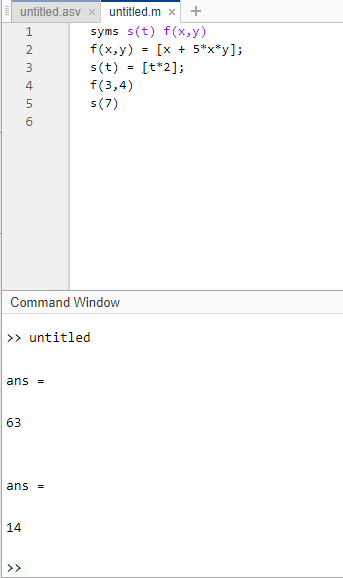 untitled.asv × untitled.m × +
1 syms s(t) f(x,y)
2 f(x,y) = [x + 5*x*y];
3 s(t) = [t*2];
4 f(3,4)
5 s(7)
6
Command Window
>> untitled
ans =
63
ans =
14
>>